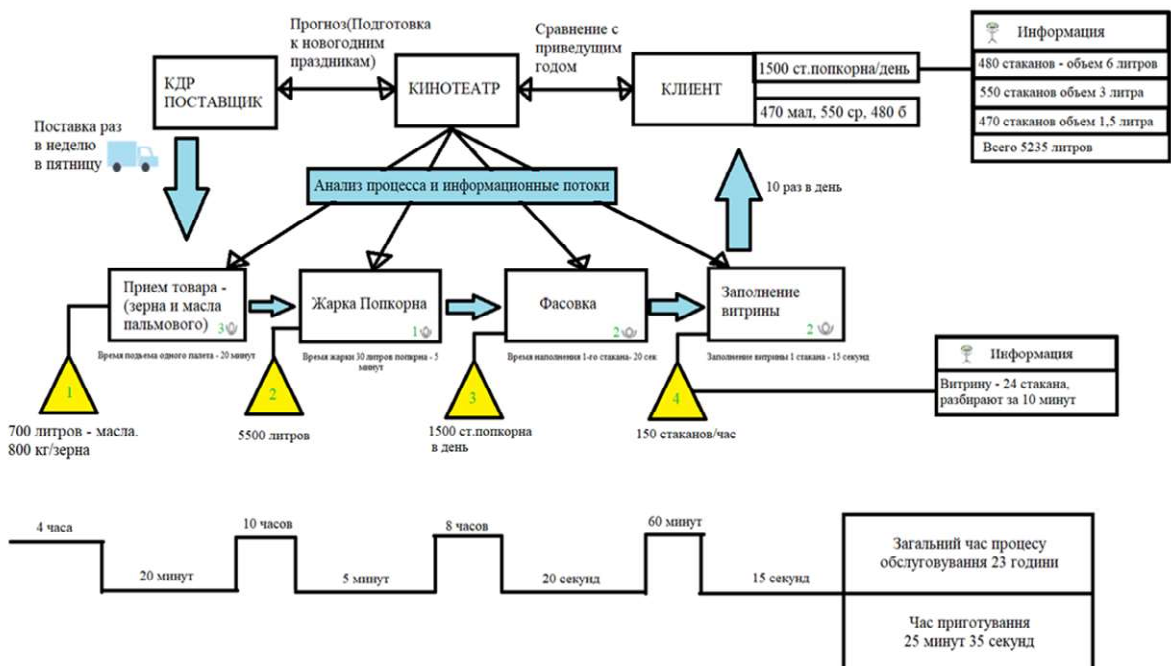 Прогноз(Подготовка
к новогодним
праздникам)
Сравнение с
приведущим
годом
КДР
ПОСТАВЩИК
КИНОТЕАТР
КЛИЕНТ
1500 ст.попкорна/день
470 мал, 550 ср, 480 б
Информация
480 стаканов - объем 6 литров
550 стаканов объем 3 литра
470 стаканов объем 1,5 литра
Всего 5235 литров
Поставка раз
в неделю
в пятницу
Анализ процесса и информационные потоки
10 раз в день
Прием товара -
(зерна и масла
пальмового)
3
Жарка Попкорна
1
Фасовка
2
Заполнение
витрины
2
Время подъема одного палета - 20 минут
Время жарки 30 литров попкрна - 5
минут
Время наполнения 1-го стакана- 20 сек
Заполнение витрины 1 стакана - 15 секунд
1
2
3
4
700 литров - масла.
800 кг/зерна
5500 литров
1500 ст.попкорна
в день
150 стаканов/час
Информация
Витрину - 24 стакана,
разбирают за 10 минут
4 часа
20 минут
10 часов
5 минут
8 часов
20 секунд
60 минут
15 секунд
Загальний час процесу
обслуговування 23 години
Час приготування
25 минут 35 секунд